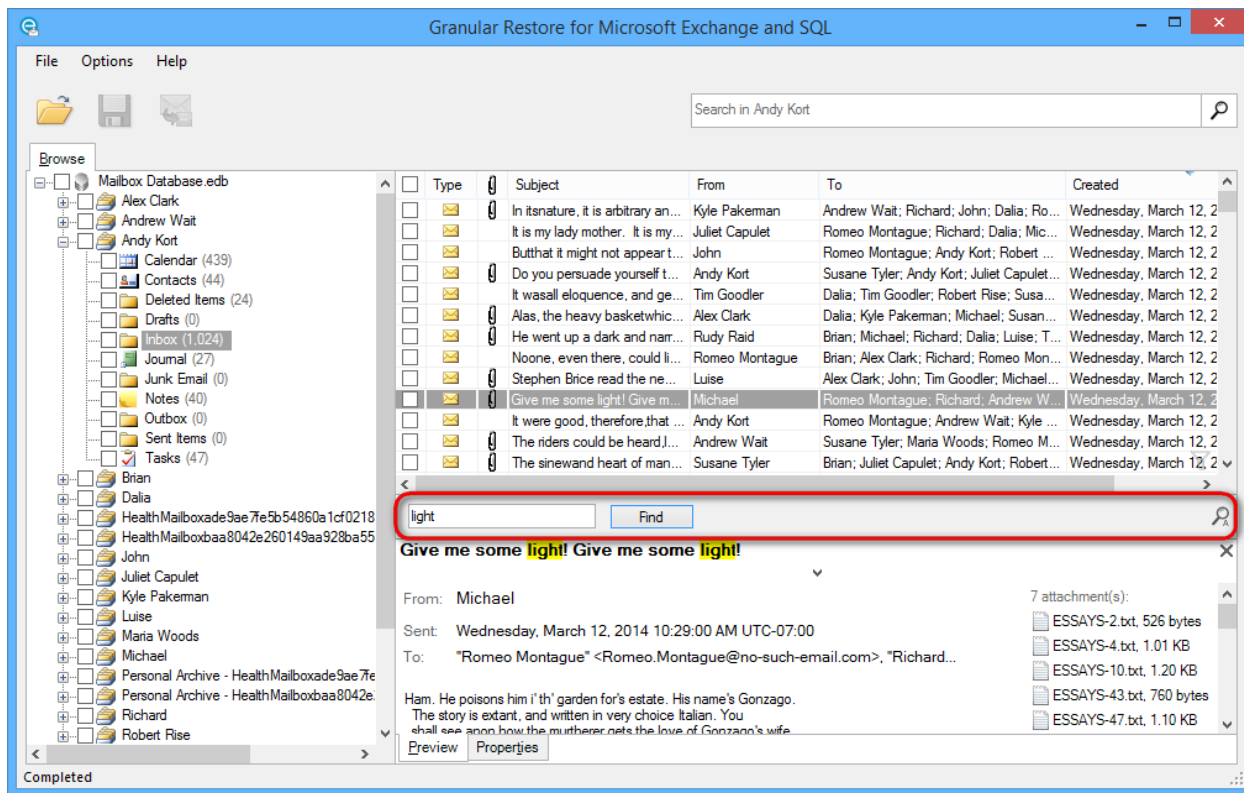 Granular Restore for Microsoft Exchange and SQL
File Options Help
Search in Andy Kort
Browse
Mailbox Database.edb
Alex Clark
Andrew Wait
Andy Kort
Calendar (439)
Contacts (44)
Deleted Items (24)
Drafts (0)
Inbox (1,024)
Journal (27)
Junk Email (0)
Notes (40)
Outbox (0)
Sent Items (0)
Tasks (47)
Brian
Dalia
HealthMailboxade9ae7fe5b54860a1cf0218
HealthMailboxbaa8042e260149aa928ba55
John
Juliet Capulet
Kyle Pakerman
Luise
Maria Woods
Michael
Personal Archive - HealthMailboxade9ae7fe
Personal Archive - HealthMailboxbaa8042e
Richard
Robert Rise
Type Subject From To Created
In itsnature, it is arbitrary an... Kyle Pakerman Andrew Wait; Richard; John; Dalia; Ro... Wednesday, March 12, 2
It is my lady mother. It is my... Juliet Capulet Romeo Montague; Richard; Dalia; Mic... Wednesday, March 12, 2
Butthat it might not appear t... John Romeo Montague; Andy Kort; Robert ... Wednesday, March 12, 2
Do you persuade yourself t... Andy Kort Susane Tyler; Andy Kort; Juliet Capulet... Wednesday, March 12, 2
It wasall eloquence, and ge... Tim Goodler Dalia; Tim Goodler; Robert Rise; Susa... Wednesday, March 12, 2
Alas, the heavy basketwhic... Alex Clark Dalia; Kyle Pakerman; Michael; Susan... Wednesday, March 12, 2
He went up a dark and narr... Rudy Raid Brian; Michael; Richard; Dalia; Luise; T... Wednesday, March 12, 2
Noone, even there, could li... Romeo Montague Brian; Alex Clark; Richard; Romeo Mon... Wednesday, March 12, 2
Stephen Brice read the ne... Luise Alex Clark; John; Tim Goodler; Michael... Wednesday, March 12, 2
Give me some light! Give m... Michael Romeo Montague; Richard; Andrew W... Wednesday, March 12, 2
It were good, therefore,that ... Andy Kort Romeo Montague; Andrew Wait; Kyle ... Wednesday, March 12, 2
The riders could be heard,l... Andrew Wait Susane Tyler; Maria Woods; Romeo M... Wednesday, March 12, 2
The sinewand heart of man... Susane Tyler Brian; Juliet Capulet; Andy Kort; Robert... Wednesday, March 12, 2
light Find
Give me some light! Give me some light!
From: Michael
Sent: Wednesday, March 12, 2014 10:29:00 AM UTC-07:00
To: "Romeo Montague" <Romeo.Montague@no-such-email.com>, "Richard...
7 attachment(s):
ESSAYS-2.txt, 526 bytes
ESSAYS-4.txt, 1.01 KB
ESSAYS-10.txt, 1.20 KB
ESSAYS-43.txt, 760 bytes
ESSAYS-47.txt, 1.10 KB
Ham. He poisons him i' th' garden for's estate. His name's Gonzago.
The story is extant, and written in very choice Italian. You
shall see anon how the murtherer gets the love of Gonzago's wife
Preview Properties
Completed